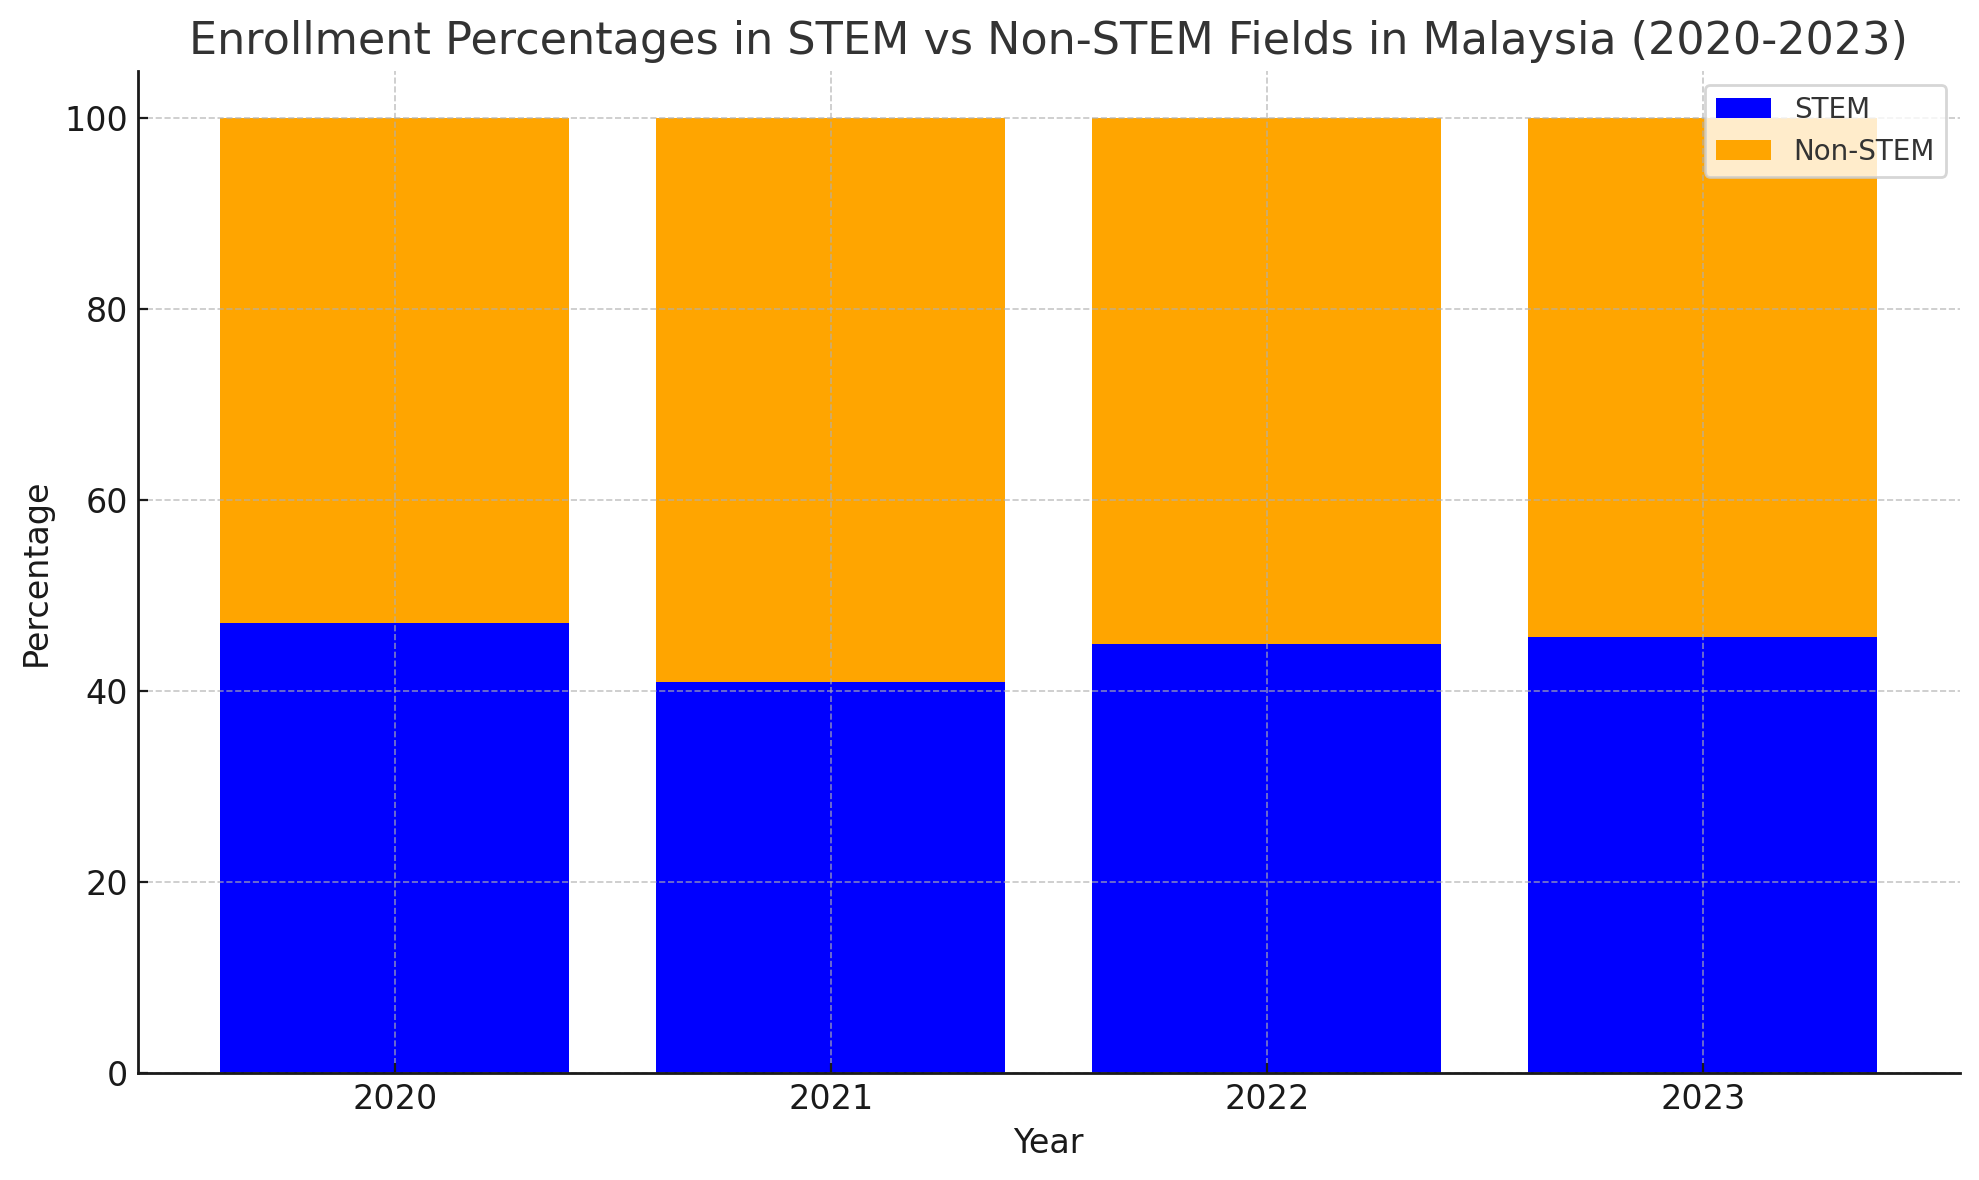 Enrollment Percentages in STEM vs Non-STEM Fields in Malaysia (2020-2023)
STEM
Non-STEM
100
80
60
40
20
0
Percentage
2020 2021 2022 2023
Year